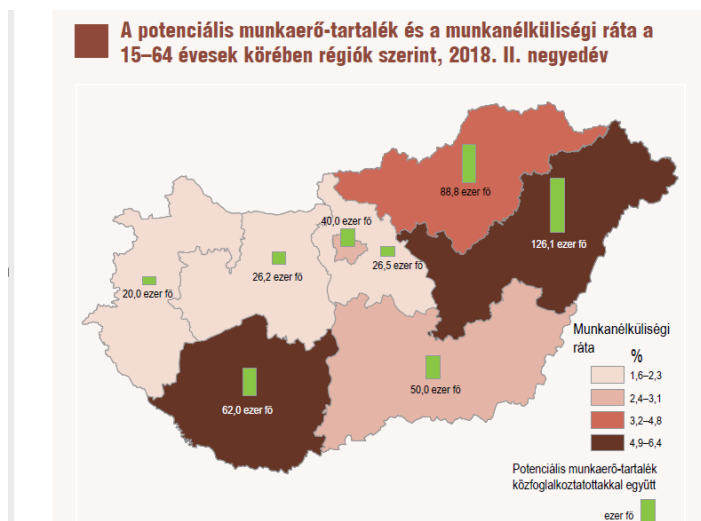 A potenciális munkaerő-tartalék és a munkanélküliségi ráta a
15–64 évesek körében régiók szerint, 2018. II. negyedév
88,8 ezer fő
40,0 ezer fő
126,1 ezer fő
26,2 ezer fő
26,5 ezer fő
20,0 ezer fő
62,0 ezer fő
50,0 ezer fő
Munkanélküliségi
ráta
%
1,6–2,3
2,4–3,1
3,2–4,8
4,9–6,4
Potenciális munkaerő-tartalék
közfoglalkoztatottakkal együtt
ezer fő